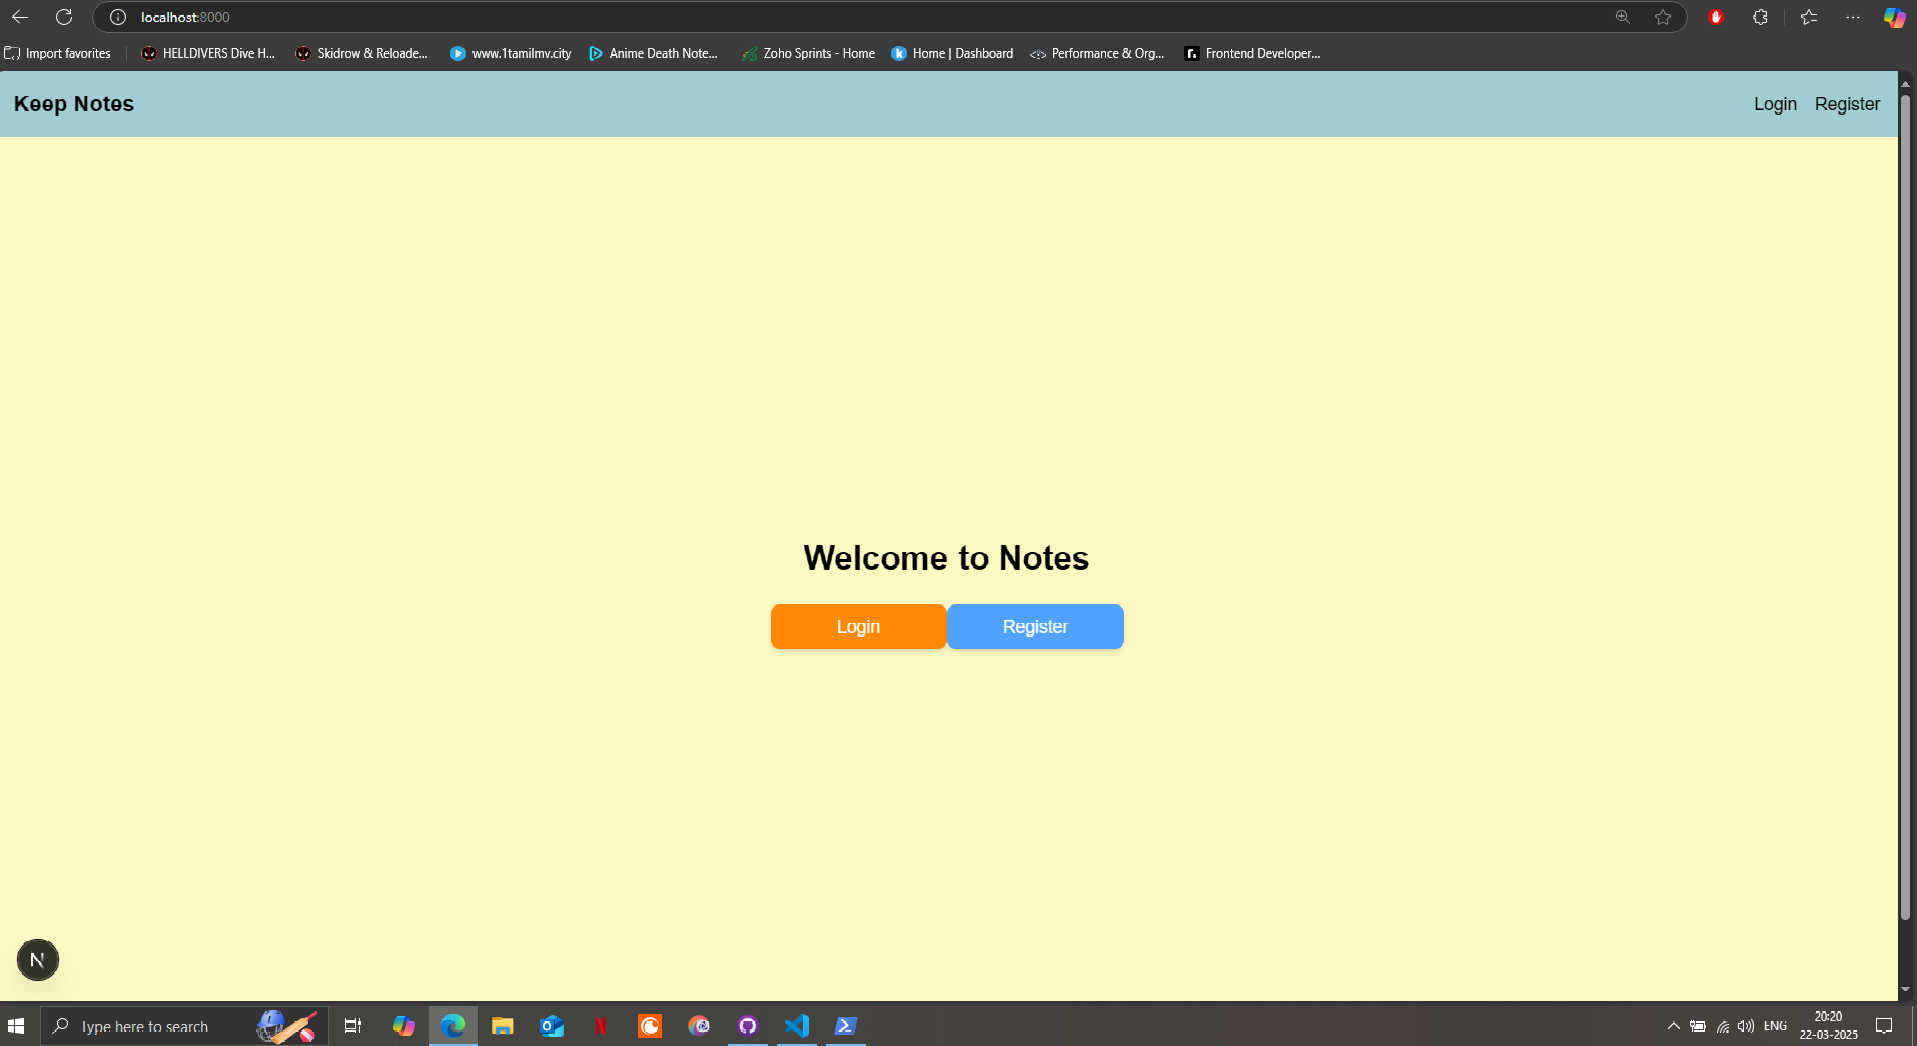 localhost:8000
Import favorites
HELLDIVERS Dive H...
Skidrow & Reloade...
www.1tamilmv.city
Anime Death Note...
Zoho Sprints - Home
Home | Dashboard
Performance & Org...
Frontend Developer...
Keep Notes
Login
Register
Welcome to Notes
Login
Register
N
Type here to search
ENG
20:20
22-03-2025